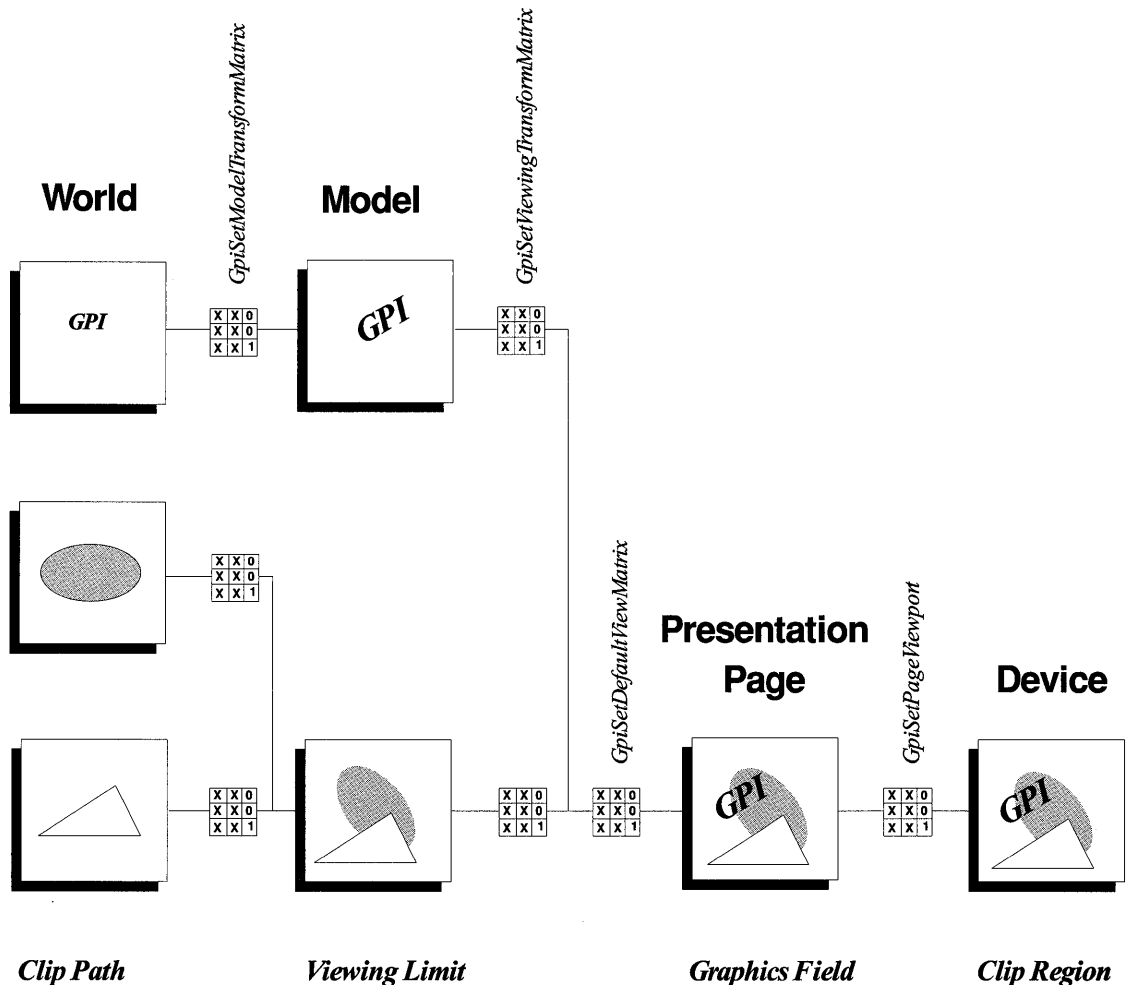 GpiSetModelTransformMatrix
GpiSetViewingTransformMatrix
World
Model
GPI
X X 0
X X 0
X X 1
GPI
X X 0
X X 0
X X 1
X X 0
X X 0
X X 1
GpiSetDefaultViewMatrix
Presentation
Page
GpiSetPageViewport
Device
X X 0
X X 0
X X 1
X X 0
X X 0
X X 1
X X 0
X X 0
X X 1
GPI
X X 0
X X 0
X X 1
GPI
Clip Path
Viewing Limit
Graphics Field
Clip Region